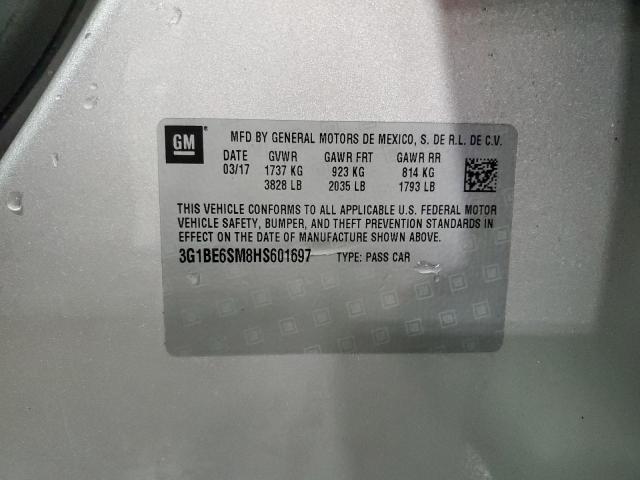 GM
MFD BY GENERAL MOTORS DE MEXICO, S. DE R.L. DE C.V.
DATE GVWR GAWR FRT GAWR RR
03/17 1737 KG 923 KG 814 KG
3828 LB 2035 LB 1793 LB
THIS VEHICLE CONFORMS TO ALL APPLICABLE U.S. FEDERAL MOTOR
VEHICLE SAFETY, BUMPER, AND THEFT PREVENTION STANDARDS IN
EFFECT ON THE DATE OF MANUFACTURE SHOWN ABOVE.
3G1BE6SM8HS601697 TYPE: PASS CAR